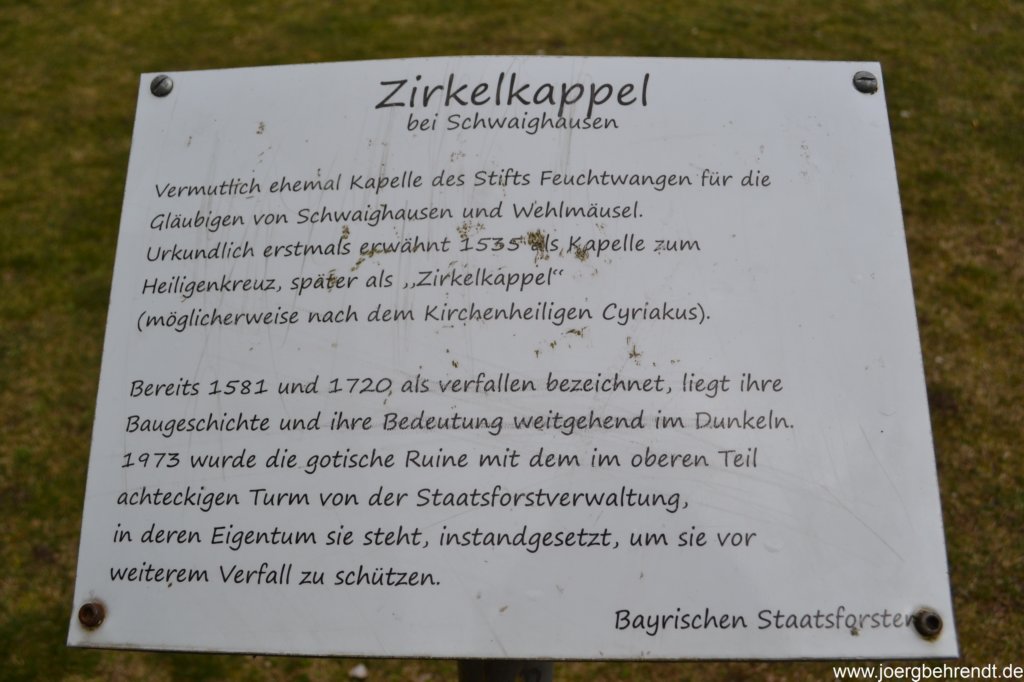 Zirkelkappel
bei Schwaighausen
Vermutlich ehemal Kapelle des Stifts Feuchtwangen für die
Gläubigen von Schwaighausen und Wehlmäusel.
Urkundlich erstmals erwähnt 1535 als Kapelle zum
Heiligenkreuz, später als „Zirkelkappel“
(möglicherweise nach dem Kirchenheiligen Cyriakus).
Bereits 1581 und 1720 als verfallen bezeichnet, liegt ihre
Baugeschichte und ihre Bedeutung weitgehend im Dunkeln.
1973 wurde die gotische Ruine mit dem im oberen Teil
achteckigen Turm von der Staatsforstverwaltung,
in deren Eigentum sie steht, instandgesetzt, um sie vor
weiterem Verfall zu schützen.
Bayrischen Staatsforsten
www.joergbehrendt.de